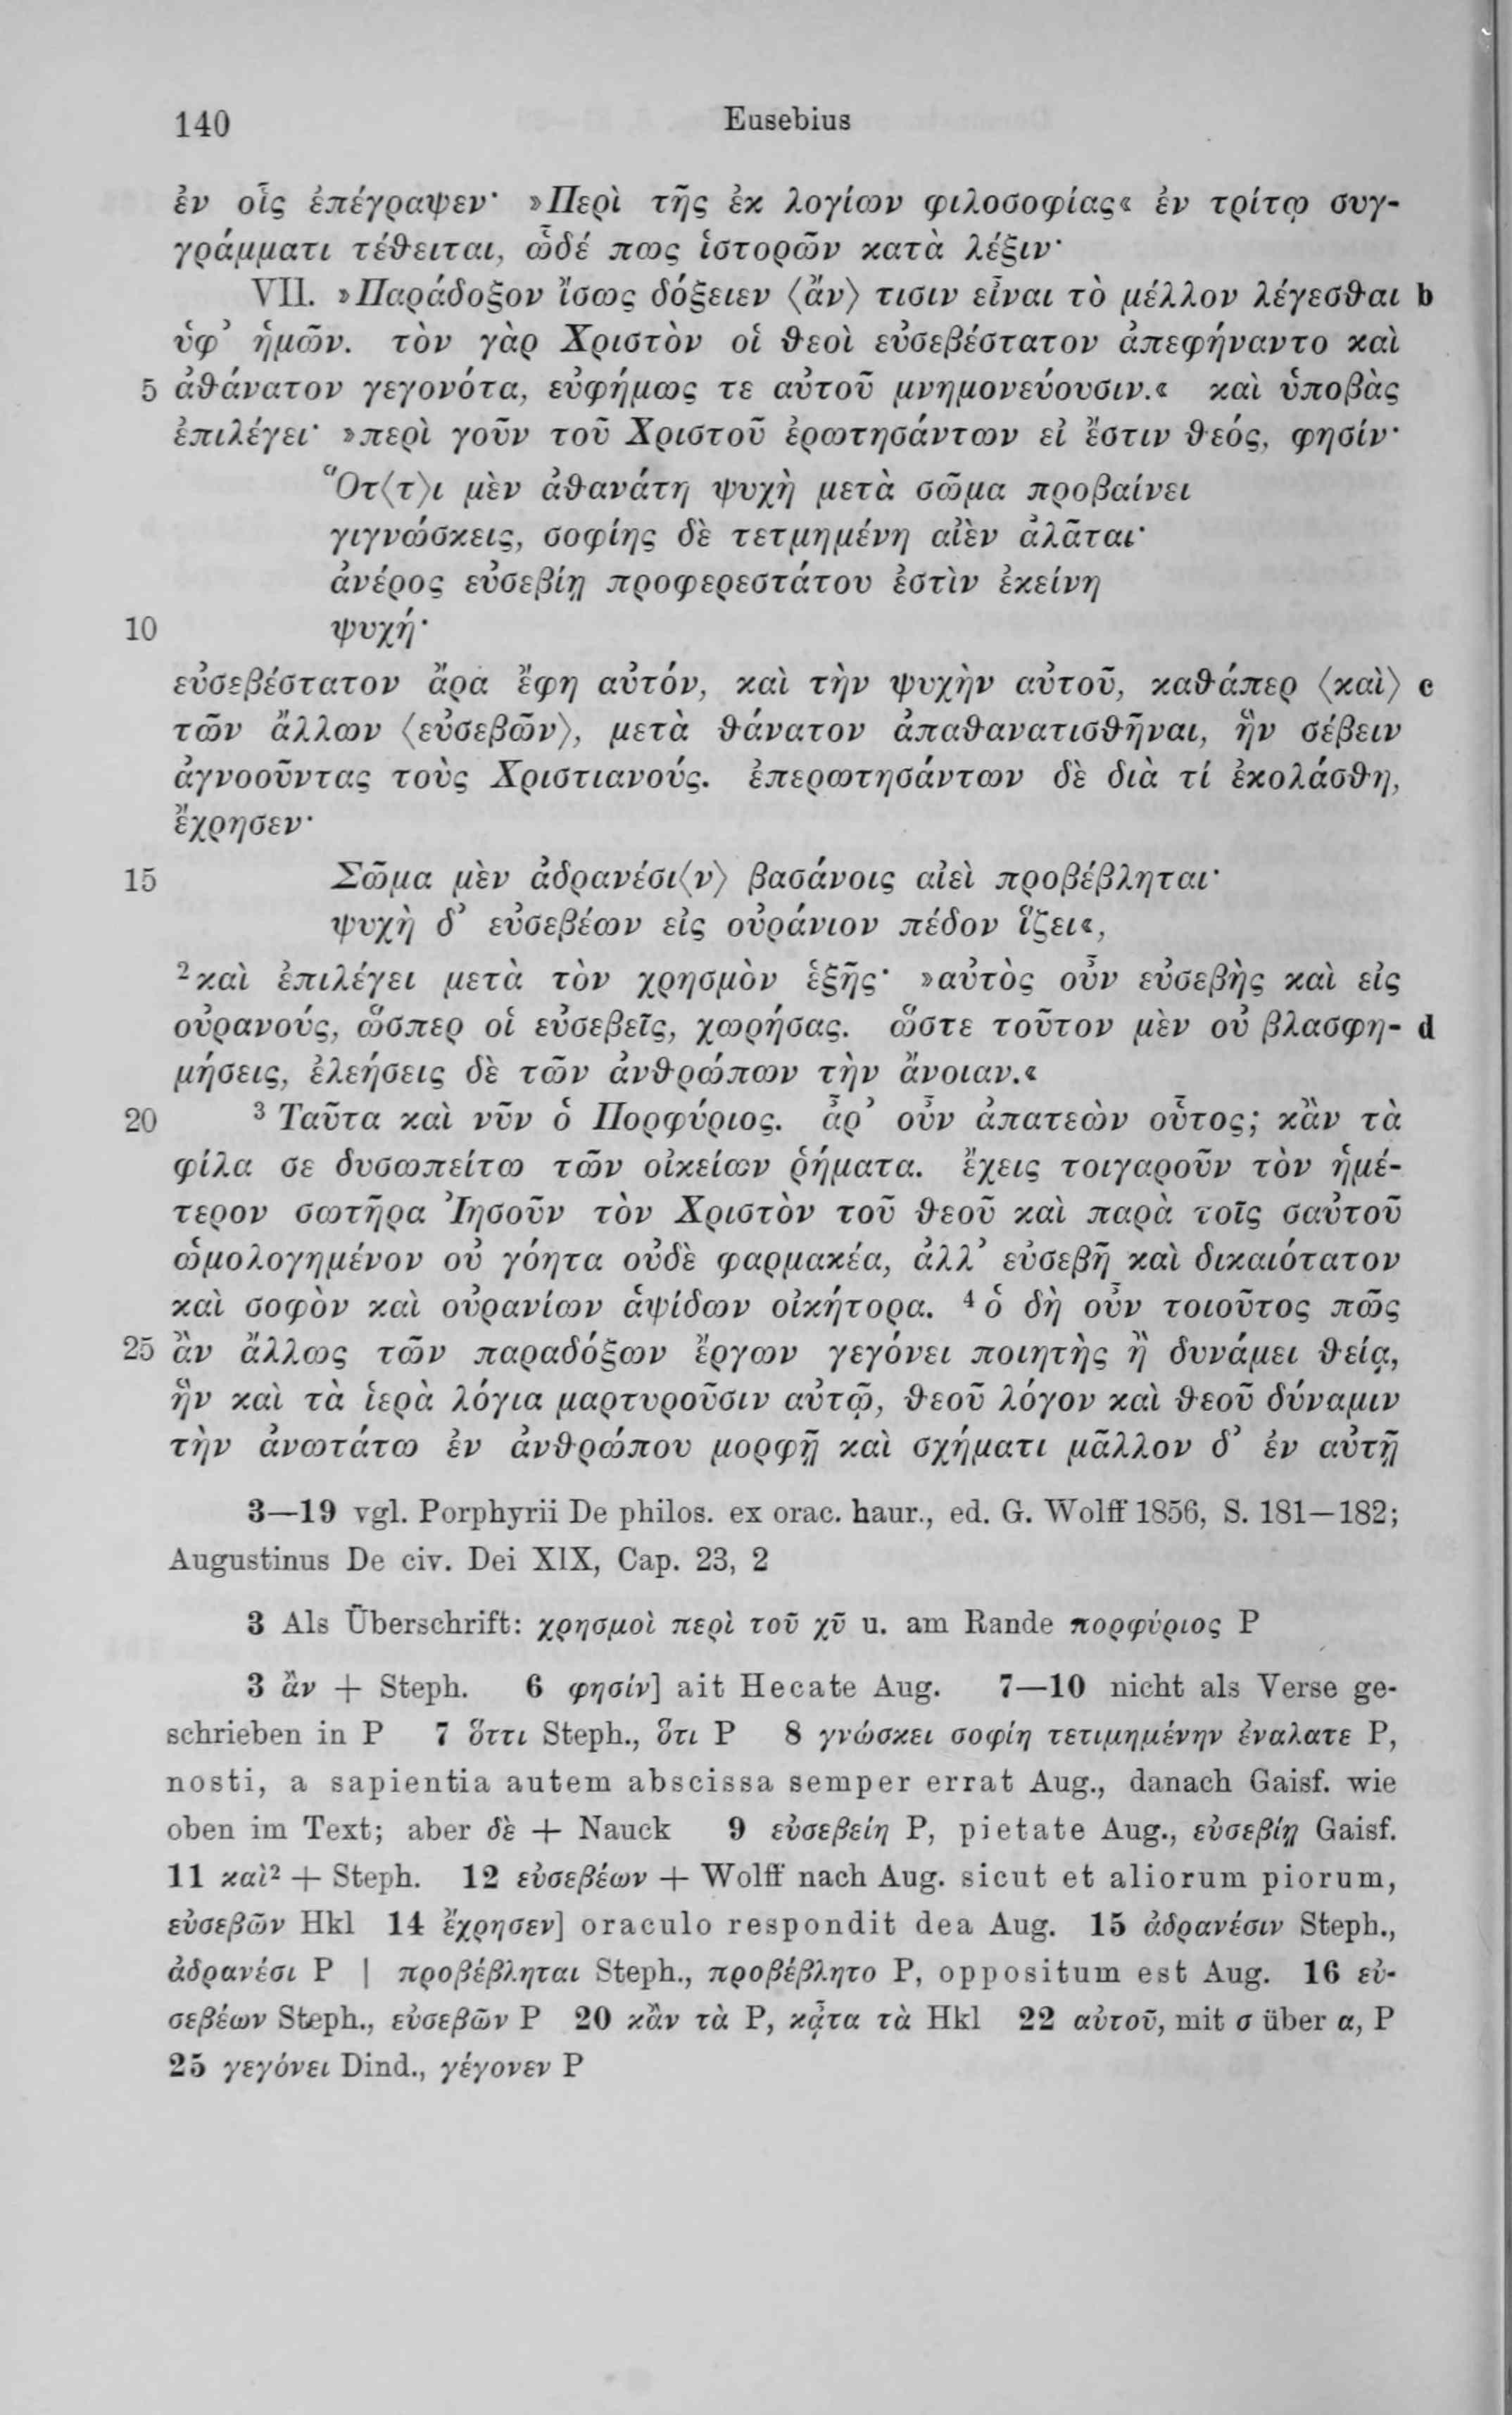 140 Eusebius
ἐν οἷς ἐπέγραψεν· »Περὶ τῆς ἐκ λογίων φιλοσοφίας« ἐν τρίτῳ συγ-
γράμματι τέθειται, ὧδέ πως ἱστορῶν κατὰ λέξιν·
VII. »Παράδοξον ἴσως δόξειεν ⟨ἄν⟩ τισιν εἶναι τὸ μέλλον λέγεσθαι b
ὑφ᾽ ἡμῶν. τὸν γὰρ Χριστὸν οἱ θεοὶ εὐσεβέστατον ἀπεφήναντο καὶ
5 ἀθάνατον γεγονότα, εὐφήμως τε αὐτοῦ μνημονεύουσιν.« καὶ ὑποβὰς
ἐπιλέγει· »περὶ γοῦν τοῦ Χριστοῦ ἐρωτησάντων εἰ ἔστιν θεός, φησίν·
Ὅτ⟨τ⟩ι μὲν ἀθανάτη ψυχὴ μετὰ σῶμα προβαίνει
γιγνώσκεις, σοφίης δὲ τετμημένη αἰὲν ἀλᾶται·
ἀνέρος εὐσεβίῃ προφερεστάτου ἐστὶν ἐκείνη
10 ψυχή·
εὐσεβέστατον ἄρα ἔφη αὐτόν, καὶ τὴν ψυχὴν αὐτοῦ, καθάπερ ⟨καὶ⟩ c
τῶν ἄλλων ⟨εὐσεβῶν⟩, μετὰ θάνατον ἀπαθανατισθῆναι, ἣν σέβειν
ἀγνοοῦντας τοὺς Χριστιανούς. ἐπερωτησάντων δὲ διὰ τί ἐκολάσθη,
ἔχρησεν·
15 Σῶμα μὲν ἀδρανέσι⟨ν⟩ βασάνοις αἰεὶ προβέβληται·
ψυχὴ δ᾽ εὐσεβέων εἰς οὐράνιον πέδον ἵζει«,
² καὶ ἐπιλέγει μετὰ τὸν χρησμὸν ἑξῆς· »αὐτὸς οὖν εὐσεβὴς καὶ εἰς
οὐρανούς, ὥσπερ οἱ εὐσεβεῖς, χωρήσας. ὥστε τοῦτον μὲν οὐ βλασφη- d
μήσεις, ἐλεήσεις δὲ τῶν ἀνθρώπων τὴν ἄνοιαν.«
20 ³ Ταῦτα καὶ νῦν ὁ Πορφύριος. ἆρ᾽ οὖν ἀπατεὼν οὗτος; κἂν τὰ
φίλα σε δυσωπείτω τῶν οἰκείων ῥήματα. ἔχεις τοιγαροῦν τὸν ἡμέ-
τερον σωτῆρα Ἰησοῦν τὸν Χριστὸν τοῦ θεοῦ καὶ παρὰ τοῖς σαὐτοῦ
ὡμολογημένον οὐ γόητα οὐδὲ φαρμακέα, ἀλλ᾽ εὐσεβῆ καὶ δικαιότατον
καὶ σοφὸν καὶ οὐρανίων ἁψίδων οἰκήτορα. ⁴ ὁ δὴ οὖν τοιοῦτος πῶς
25 ἂν ἄλλως τῶν παραδόξων ἔργων γεγόνει ποιητὴς ἢ δυνάμει θείᾳ,
ἣν καὶ τὰ ἱερὰ λόγια μαρτυροῦσιν αὐτῷ, θεοῦ λόγον καὶ θεοῦ δύναμιν
τὴν ἀνωτάτω ἐν ἀνθρώπου μορφῇ καὶ σχήματι μᾶλλον δ᾽ ἐν αὐτῇ
3—19 vgl. Porphyrii De philos. ex orac. haur., ed. G. Wolff 1856, S. 181—182;
Augustinus De civ. Dei XIX, Cap. 23, 2
3 Als Überschrift: χρησμοὶ περὶ τοῦ χῦ u. am Rande πορφύριος P
3 ἂν + Steph. 6 φησίν] ait Hecate Aug. 7—10 nicht als Verse ge-
schrieben in P 7 ὅττι Steph., ὅτι P 8 γνώσκει σοφίη τετιμημένην ἐναλατε P,
nosti, a sapientia autem abscissa semper errat Aug., danach Gaisf. wie
oben im Text; aber δὲ + Nauck 9 εὐσεβείη P, pietate Aug., εὐσεβίῃ Gaisf.
11 καὶ² + Steph. 12 εὐσεβέων + Wolff nach Aug. sicut et aliorum piorum,
εὐσεβῶν Hkl 14 ἔχρησεν] oraculo respondit dea Aug. 15 ἀδρανέσιν Steph.,
ἀδρανέσι P | προβέβληται Steph., προβέβλητο P, oppositum est Aug. 16 εὐ-
σεβέων Steph., εὐσεβῶν P 20 κἂν τὰ P, κᾆτα τὰ Hkl 22 αὐτοῦ, mit σ über α, P
25 γεγόνει Dind., γέγονεν P